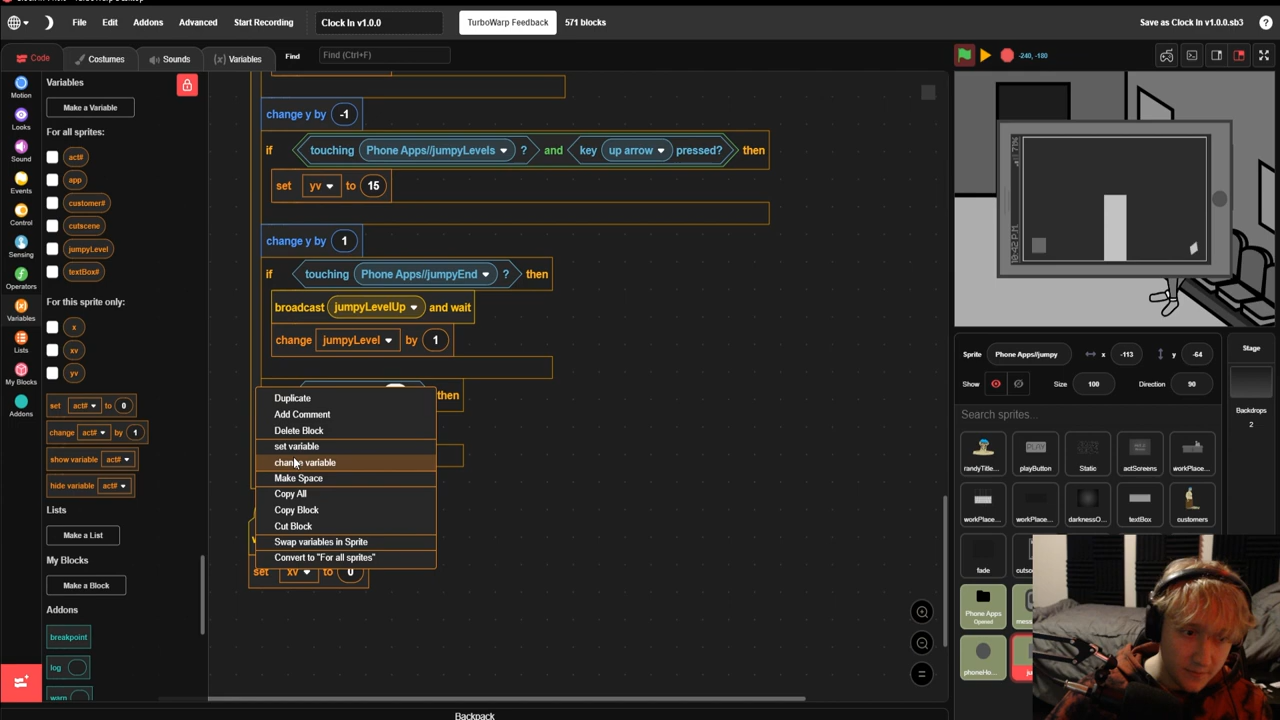 File Edit Addons Advanced Start Recording Clock In v1.0.0 TurboWarp Feedback 571 blocks Save as Clock In v1.0.0.sb3 ?
Code Costumes Sounds Variables Find Find (Ctrl+F) -240, -180
Variables
Make a Variable
For all sprites:
act#
app
customer#
cutscene
jumpyLevel
textBox#
For this sprite only:
x
xv
yv
set act# to 0
change act# by 1
show variable act#
hide variable act#
Lists
Make a List
My Blocks
Make a Block
Addons
breakpoint
log
warn
Motion
Looks
Sound
Events
Control
Sensing
Operators
Variables
Lists
My Blocks
Addons
change y by -1
if touching Phone Apps//jumpyLevels ? and key up arrow pressed? then
set yv to 15
change y by 1
if touching Phone Apps//jumpyEnd ? then
broadcast jumpyLevelUp and wait
change jumpyLevel by 1
then
Duplicate
Add Comment
Delete Block
set variable
change variable
Make Space
Copy All
Copy Block
Cut Block
Swap variables in Sprite
Convert to "For all sprites"
set xv to 0
Backpack
10:42 P.M.
Sprite Phone Apps//jumpy x -113 y -64
Show Size 100 Direction 90
Search sprites...
Stage
Backdrops
2
randyTitle... playButton Static actScreens workPlace...
workPlace... workPlace... darknessO... textBox customers
fade
Phone Apps
Opened
phoneHo...